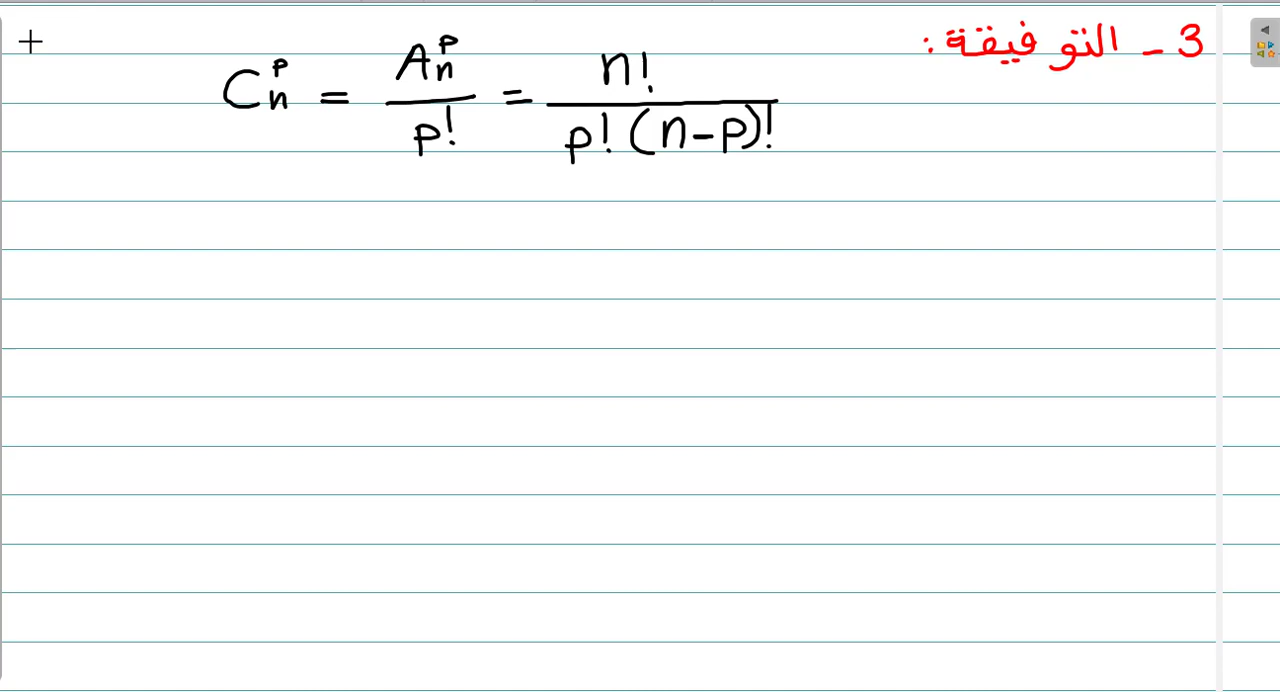 3 - التوفيقة :
C_n^p = A_n^p / p! = n! / p! (n-p)!